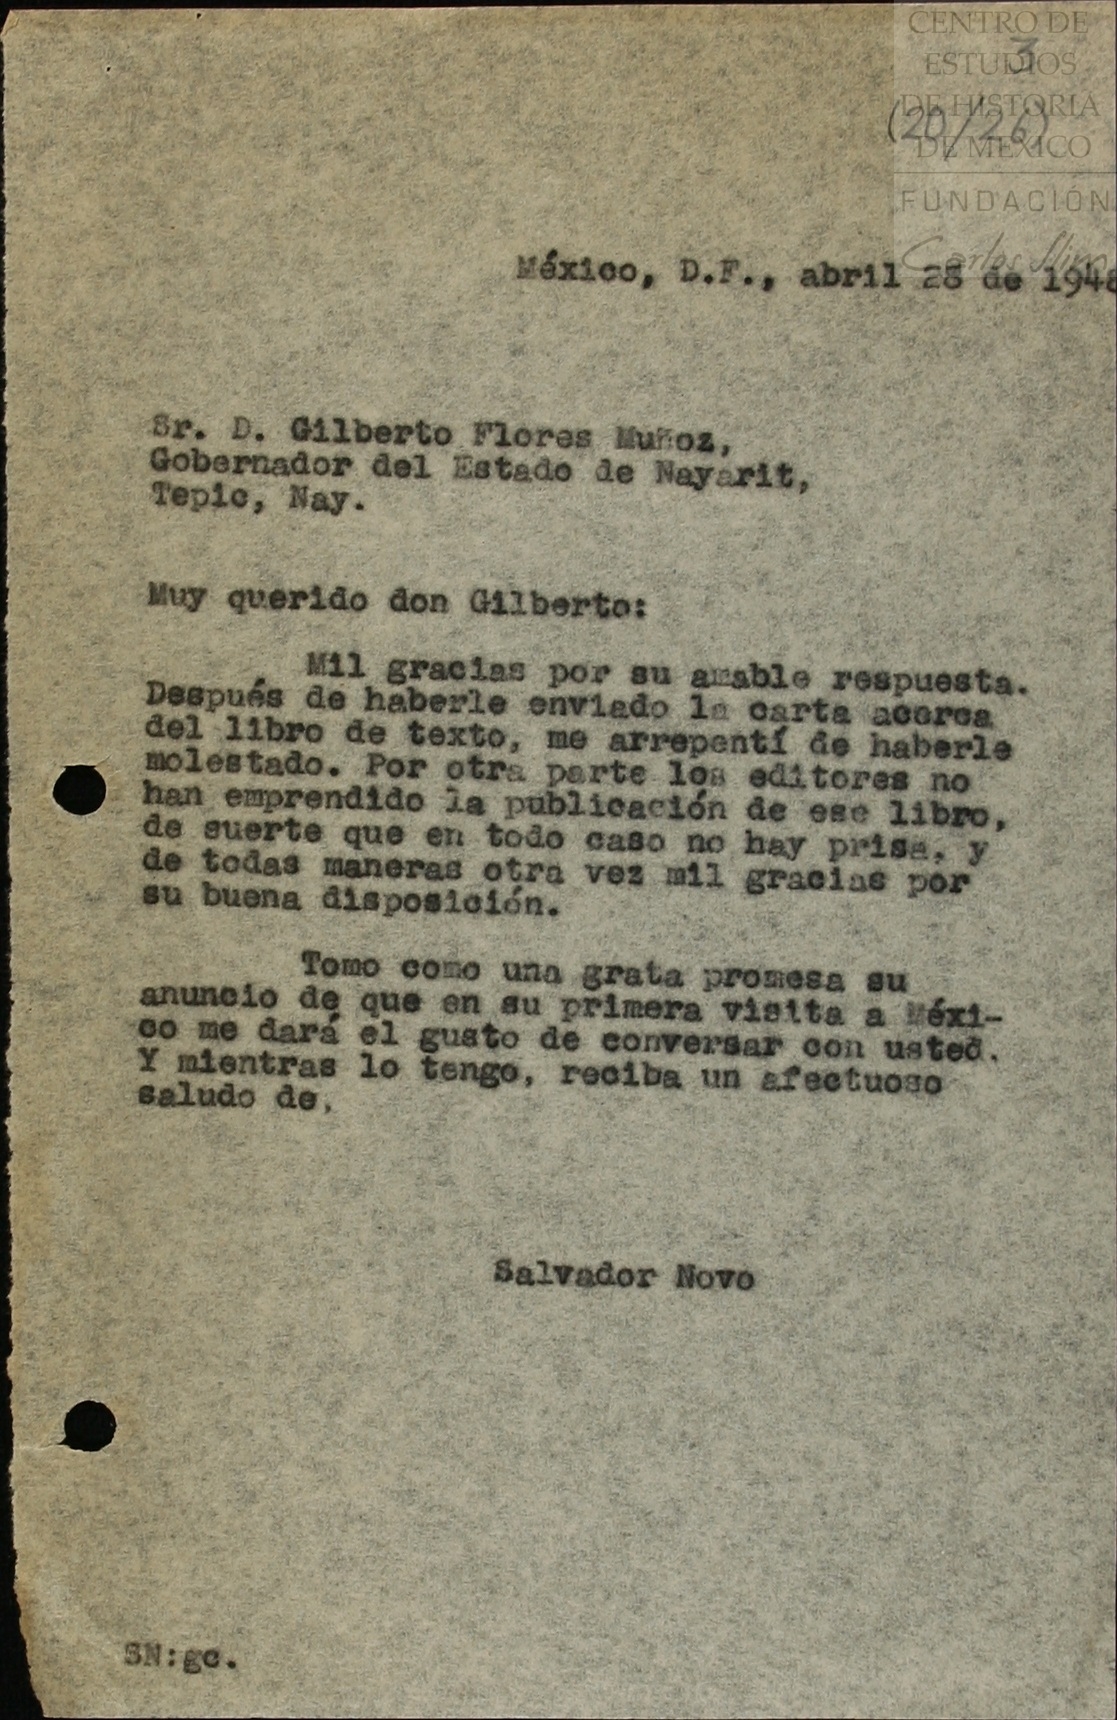 CENTRO DE
3
ESTUDIOS
DE HISTORIA
(20/26)
DE MÉXICO
FUNDACIÓN
Carlos Slim
México, D.F., abril 28 de 1948
Sr. D. Gilberto Flores Muñoz,
Gobernador del Estado de Nayarit,
Tepic, Nay.
Muy querido don Gilberto:
Mil gracias por su amable respuesta.
Después de haberle enviado la carta acerca
del libro de texto, me arrepentí de haberle
molestado. Por otra parte los editores no
han emprendido la publicación de ese libro,
de suerte que en todo caso no hay prisa, y
de todas maneras otra vez mil gracias por
su buena disposición.
Tomo como una grata promesa su
anuncio de que en su primera visita a Méxi-
co me dará el gusto de conversar con usted.
Y mientras lo tengo, reciba un afectuoso
saludo de,
Salvador Novo
SN:gc.